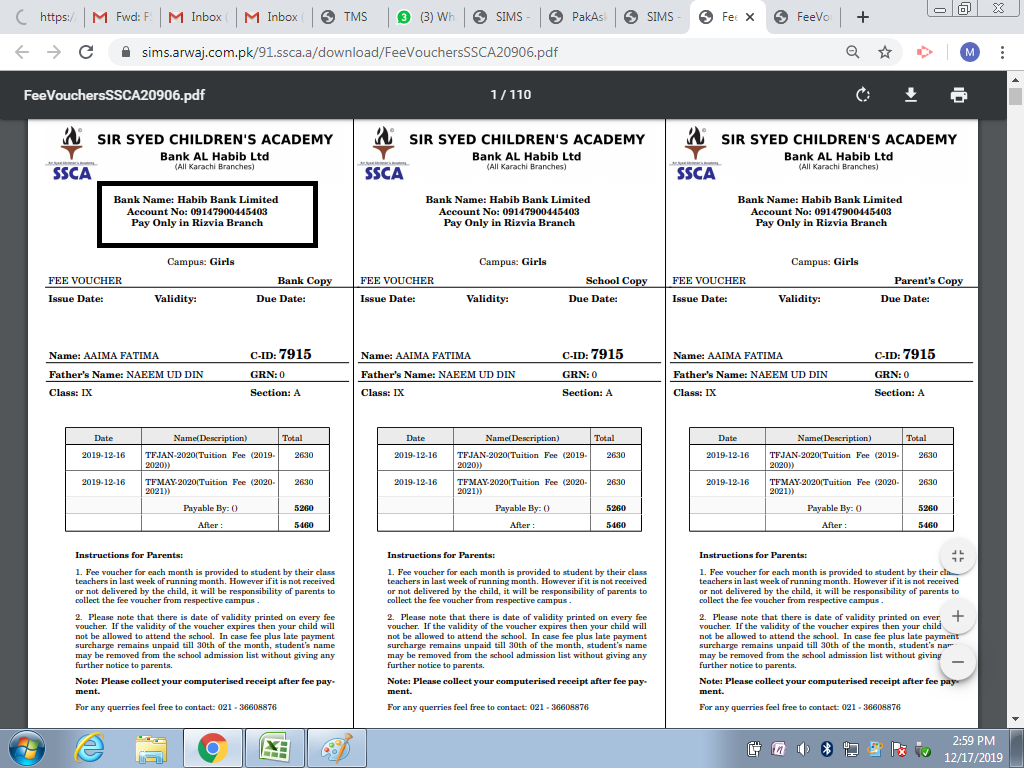 https:/
Fwd: F
Inbox
Inbox
TMS
(3) Wh
SIMS -
PakAs
SIMS -
Fee
FeeVo
sims.arwaj.com.pk/91.ssca.a/download/FeeVouchersSSCA20906.pdf
M
FeeVouchersSSCA20906.pdf
1 / 110
SIR SYED CHILDREN'S ACADEMY
Bank AL Habib Ltd
(All Karachi Branches)
SSCA
Bank Name: Habib Bank Limited
Account No: 09147900445403
Pay Only in Rizvia Branch
Campus: Girls
FEE VOUCHER Bank Copy
Issue Date: Validity: Due Date:
Name: AAIMA FATIMA C-ID: 7915
Father's Name: NAEEM UD DIN GRN: 0
Class: IX Section: A
Date Name(Description) Total
2019-12-16 TFJAN-2020(Tuition Fee (2019- 2630
2020))
2019-12-16 TFMAY-2020(Tuition Fee (2020- 2630
2021))
Payable By: () 5260
After : 5460
Instructions for Parents:
1. Fee voucher for each month is provided to student by their class
teachers in last week of running month. However if it is not received
or not delivered by the child, it will be responsibility of parents to
collect the fee voucher from respective campus .
2. Please note that there is date of validity printed on every fee
voucher. If the validity of the voucher expires then your child will
not be allowed to attend the school. In case fee plus late payment
surcharge remains unpaid till 30th of the month, student's name
may be removed from the school admission list without giving any
further notice to parents.
Note: Please collect your computerised receipt after fee pay-
ment.
For any querries feel free to contact: 021 - 36608876
SIR SYED CHILDREN'S ACADEMY
Bank AL Habib Ltd
(All Karachi Branches)
SSCA
Bank Name: Habib Bank Limited
Account No: 09147900445403
Pay Only in Rizvia Branch
Campus: Girls
FEE VOUCHER School Copy
Issue Date: Validity: Due Date:
Name: AAIMA FATIMA C-ID: 7915
Father's Name: NAEEM UD DIN GRN: 0
Class: IX Section: A
Date Name(Description) Total
2019-12-16 TFJAN-2020(Tuition Fee (2019- 2630
2020))
2019-12-16 TFMAY-2020(Tuition Fee (2020- 2630
2021))
Payable By: () 5260
After : 5460
Instructions for Parents:
1. Fee voucher for each month is provided to student by their class
teachers in last week of running month. However if it is not received
or not delivered by the child, it will be responsibility of parents to
collect the fee voucher from respective campus .
2. Please note that there is date of validity printed on every fee
voucher. If the validity of the voucher expires then your child will
not be allowed to attend the school. In case fee plus late payment
surcharge remains unpaid till 30th of the month, student's name
may be removed from the school admission list without giving any
further notice to parents.
Note: Please collect your computerised receipt after fee pay-
ment.
For any querries feel free to contact: 021 - 36608876
SIR SYED CHILDREN'S ACADEMY
Bank AL Habib Ltd
(All Karachi Branches)
SSCA
Bank Name: Habib Bank Limited
Account No: 09147900445403
Pay Only in Rizvia Branch
Campus: Girls
FEE VOUCHER Parent's Copy
Issue Date: Validity: Due Date:
Name: AAIMA FATIMA C-ID: 7915
Father's Name: NAEEM UD DIN GRN: 0
Class: IX Section: A
Date Name(Description) Total
2019-12-16 TFJAN-2020(Tuition Fee (2019- 2630
2020))
2019-12-16 TFMAY-2020(Tuition Fee (2020- 2630
2021))
Payable By: () 5260
After : 5460
Instructions for Parents:
1. Fee voucher for each month is provided to student by their class
teachers in last week of running month. However if it is not received
or not delivered by the child, it will be responsibility of parents to
collect the fee voucher from respective campus .
2. Please note that there is date of validity printed on every
voucher. If the validity of the voucher expires then your child
not be allowed to attend the school. In case fee plus late payment
surcharge remains unpaid till 30th of the month, student's
may be removed from the school admission list without giving
further notice to parents.
Note: Please collect your computerised receipt after fee pay-
ment.
For any querries feel free to contact: 021 - 36608876
2:59 PM
12/17/2019